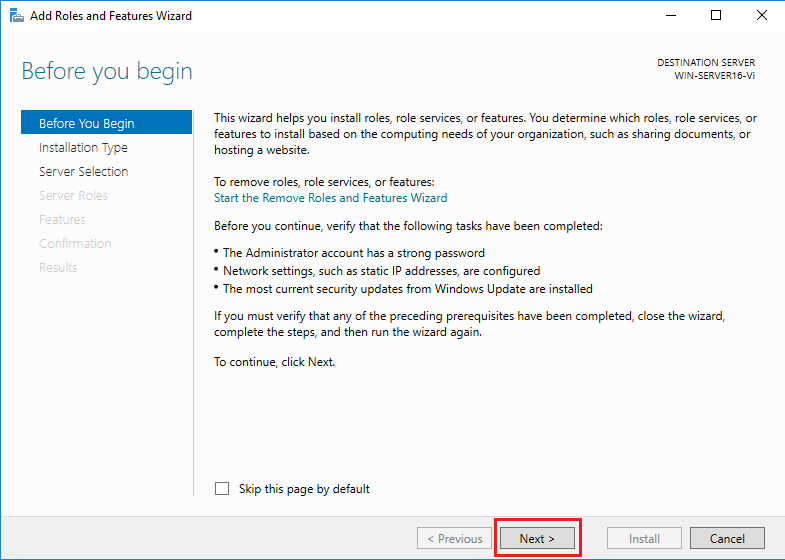 Add Roles and Features Wizard
Before you begin
DESTINATION SERVER
WIN-SERVER16-Vi
Before You Begin
Installation Type
Server Selection
Server Roles
Features
Confirmation
Results
This wizard helps you install roles, role services, or features. You determine which roles, role services, or
features to install based on the computing needs of your organization, such as sharing documents, or
hosting a website.
To remove roles, role services, or features:
Start the Remove Roles and Features Wizard
Before you continue, verify that the following tasks have been completed:
• The Administrator account has a strong password
• Network settings, such as static IP addresses, are configured
• The most current security updates from Windows Update are installed
If you must verify that any of the preceding prerequisites have been completed, close the wizard,
complete the steps, and then run the wizard again.
To continue, click Next.
Skip this page by default
< Previous
Next >
Install
Cancel